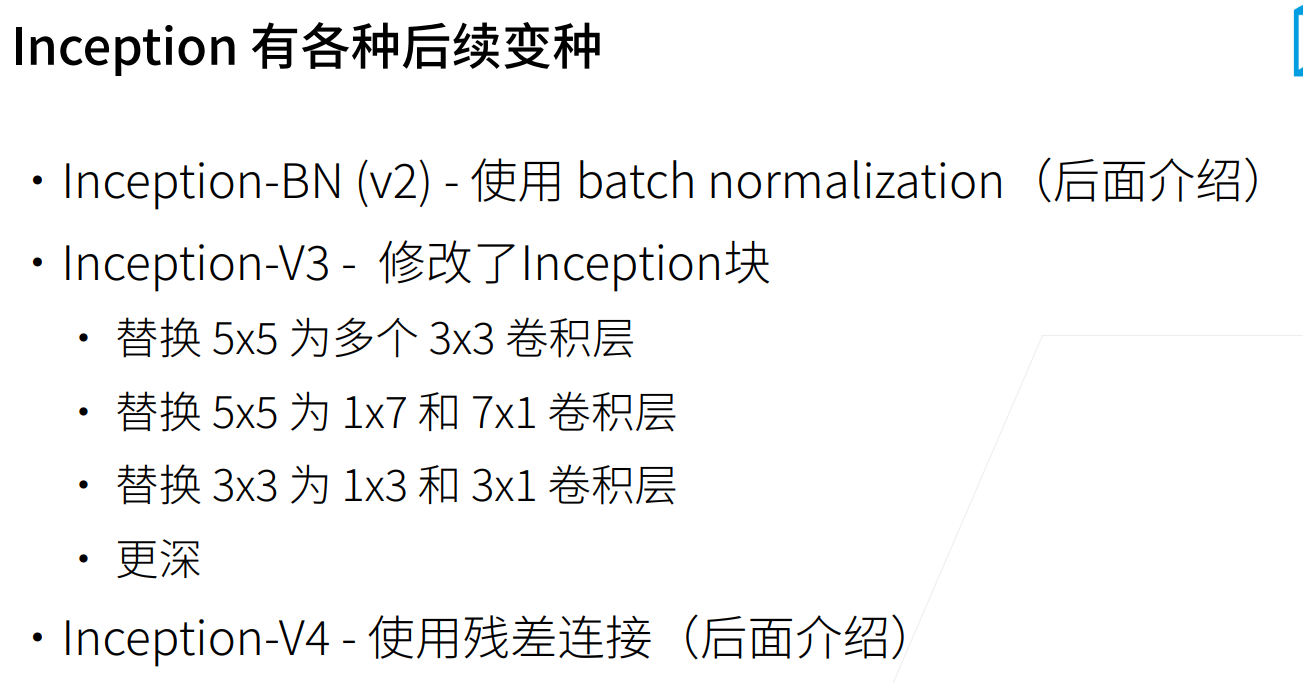 Inception 有各种后续变种
• Inception-BN (v2) - 使用 batch normalization（后面介绍）
• Inception-V3 - 修改了Inception块
• 替换 5x5 为多个 3x3 卷积层
• 替换 5x5 为 1x7 和 7x1 卷积层
• 替换 3x3 为 1x3 和 3x1 卷积层
• 更深
• Inception-V4 - 使用残差连接（后面介绍）